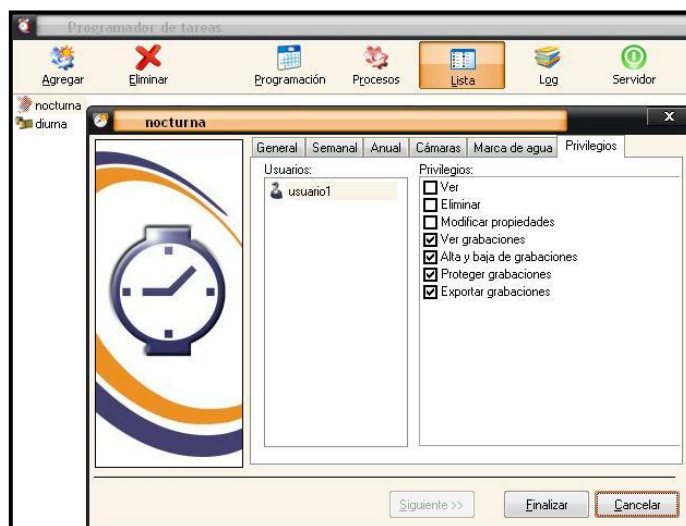 Programador de tareas
Agregar Eliminar Programación Procesos Lista Log Servidor
nocturna
diurna
nocturna X
General Semanal Anual Cámaras Marca de agua Privilegios
Usuarios: Privilegios:
usuario1
Ver
Eliminar
Modificar propiedades
Ver grabaciones
Alta y baja de grabaciones
Proteger grabaciones
Exportar grabaciones
Siguiente >> Finalizar Cancelar